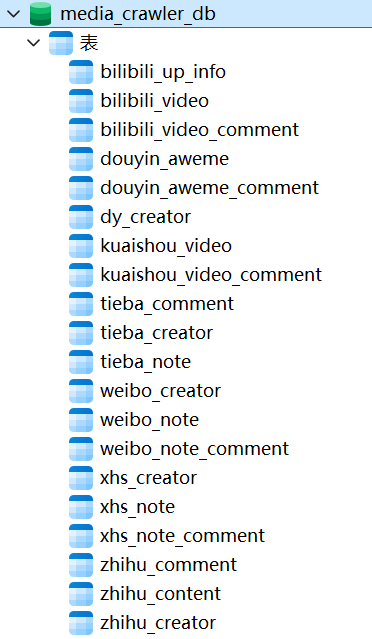 media_crawler_db
表
bilibili_up_info
bilibili_video
bilibili_video_comment
douyin_aweme
douyin_aweme_comment
dy_creator
kuaishou_video
kuaishou_video_comment
tieba_comment
tieba_creator
tieba_note
weibo_creator
weibo_note
weibo_note_comment
xhs_creator
xhs_note
xhs_note_comment
zhihu_comment
zhihu_content
zhihu_creator